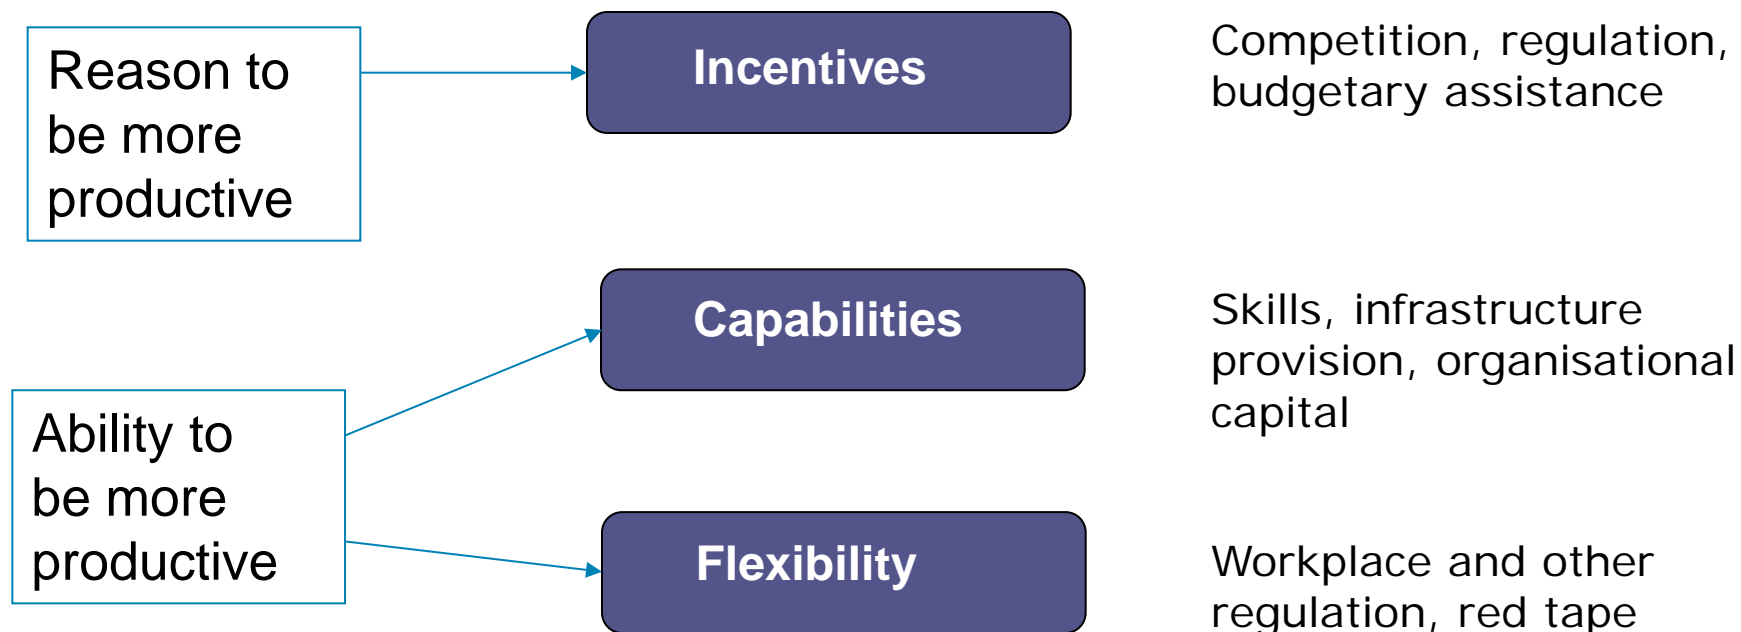 Reason to
be more
productive
Incentives
Competition, regulation,
budgetary assistance
Ability to
be more
productive
Capabilities
Skills, infrastructure
provision, organisational
capital
Flexibility
Workplace and other
regulation, red tape